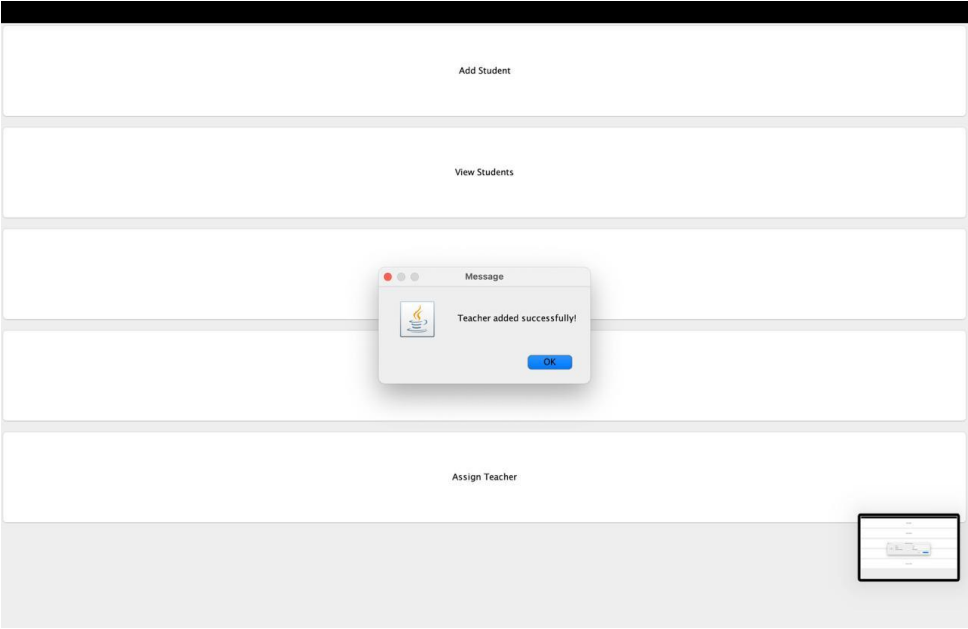 Add Student
View Students
Message
Teacher added successfully!
OK
Assign Teacher